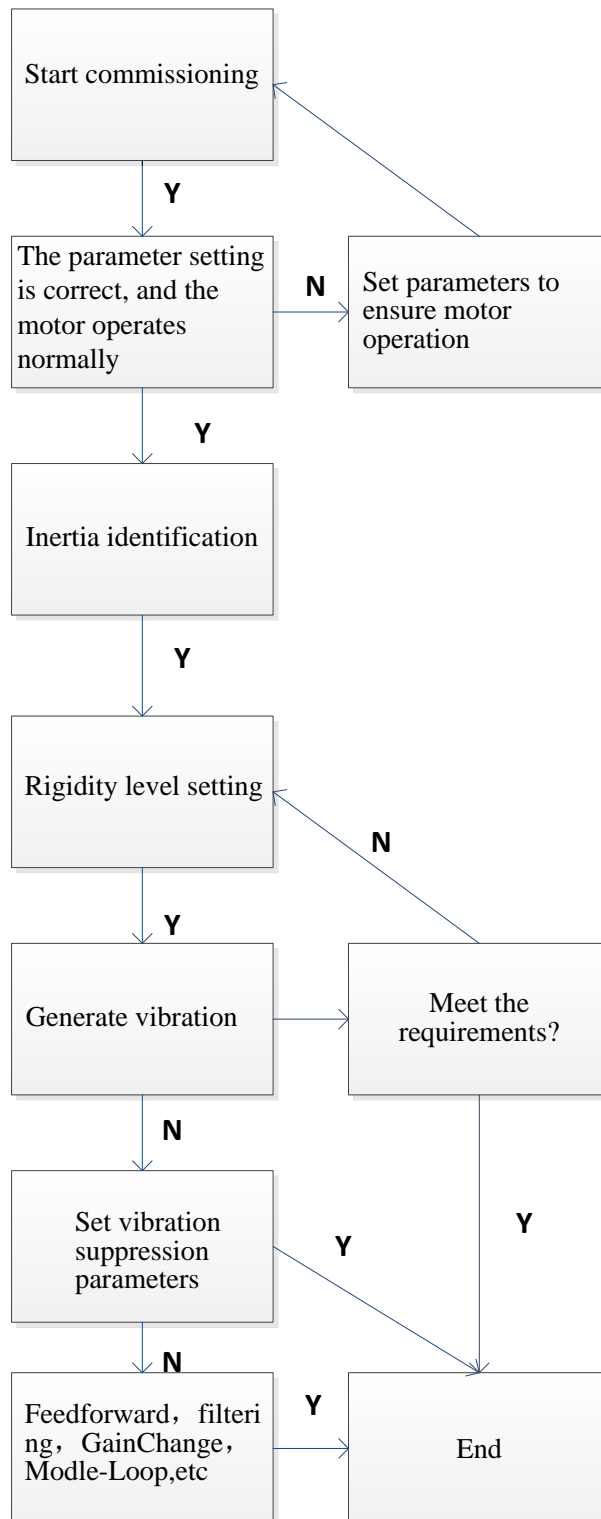 Start commissioning
Y
The parameter setting
is correct, and the
motor operates
normally
N
Set parameters to
ensure motor
operation
Y
Inertia identification
Y
Rigidity level setting
N
Y
Generate vibration
Meet the
requirements?
N
Y
Set vibration
suppression
parameters
Y
N
Feedforward，filteri
ng，GainChange，
Modle-Loop,etc
Y
End